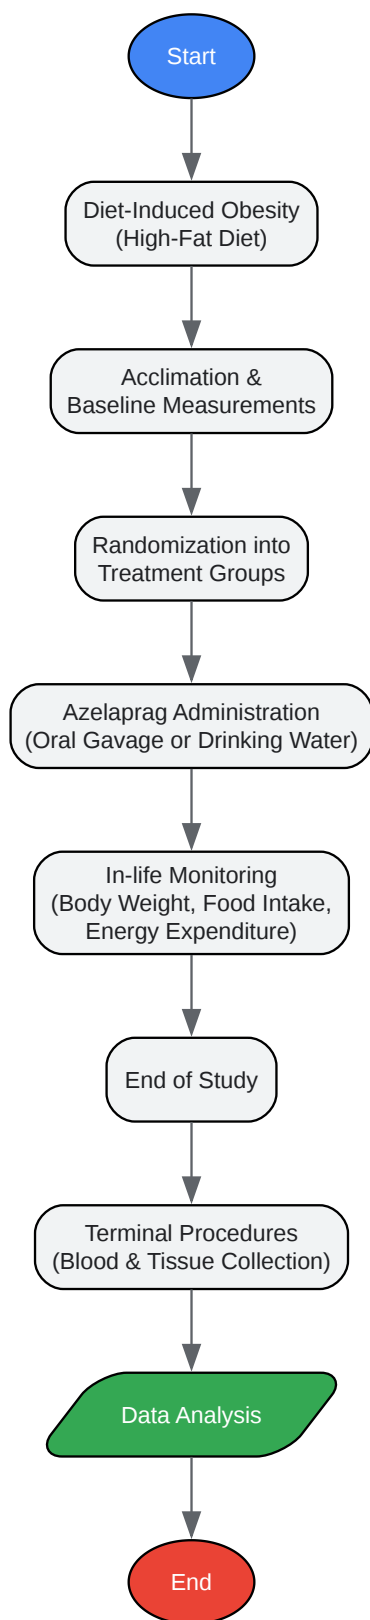 Start
Diet-Induced Obesity
(High-Fat Diet)
Acclimation &
Baseline Measurements
Randomization into
Treatment Groups
Azelaprag Administration
(Oral Gavage or Drinking Water)
In-life Monitoring
(Body Weight, Food Intake,
Energy Expenditure)
End of Study
Terminal Procedures
(Blood & Tissue Collection)
Data Analysis
End